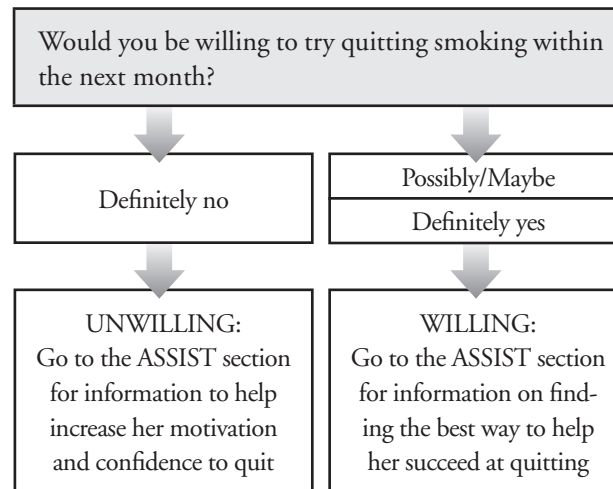 Would you be willing to try quitting smoking within
the next month?
Definitely no
Possibly/Maybe
Definitely yes
UNWILLING:
Go to the ASSIST section
for information to help
increase her motivation
and confidence to quit
WILLING:
Go to the ASSIST section
for information on find-
ing the best way to help
her succeed at quitting